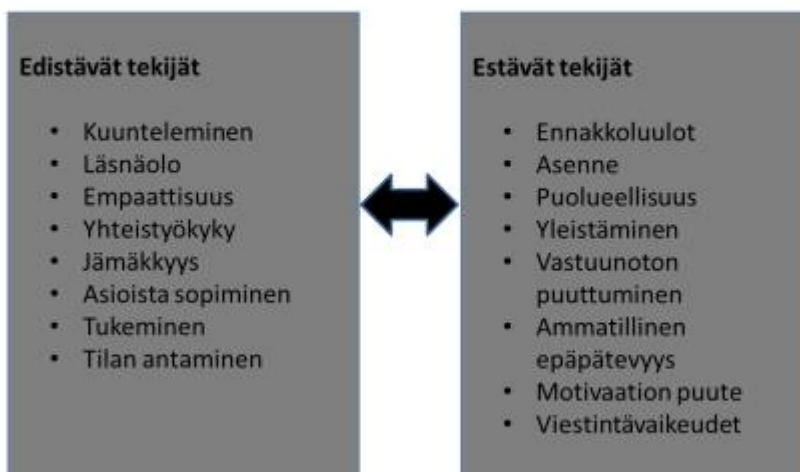 Edistävät tekijät
• Kuunteleminen
• Läsnäolo
• Empaattisuus
• Yhteistyökyky
• Jämäkkyys
• Asioista sopiminen
• Tukeminen
• Tilan antaminen
Estävät tekijät
• Ennakkoluulot
• Asenne
• Puolueellisuus
• Yleistäminen
• Vastuunoton
puuttuminen
• Ammatillinen
epäpätevyys
• Motivaation puute
• Viestintävaikeudet